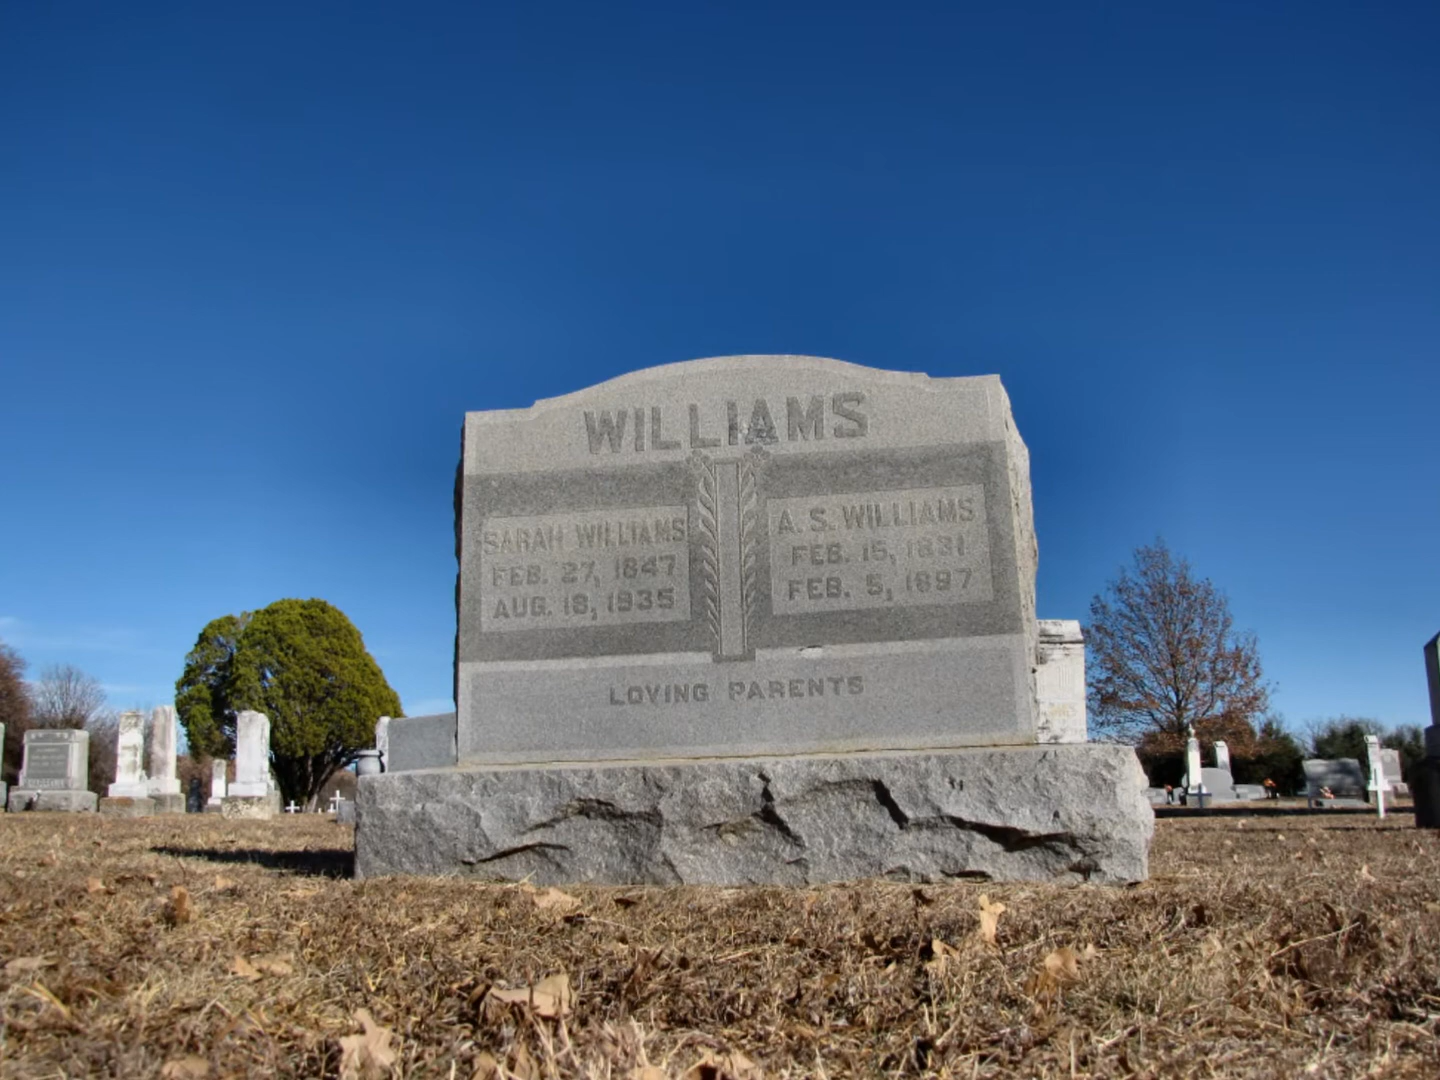 WILLIAMS
SARAH WILLIAMS
FEB. 27, 1847
AUG. 18, 1935
A. S. WILLIAMS
FEB. 15, 1831
FEB. 5, 1897
LOVING PARENTS